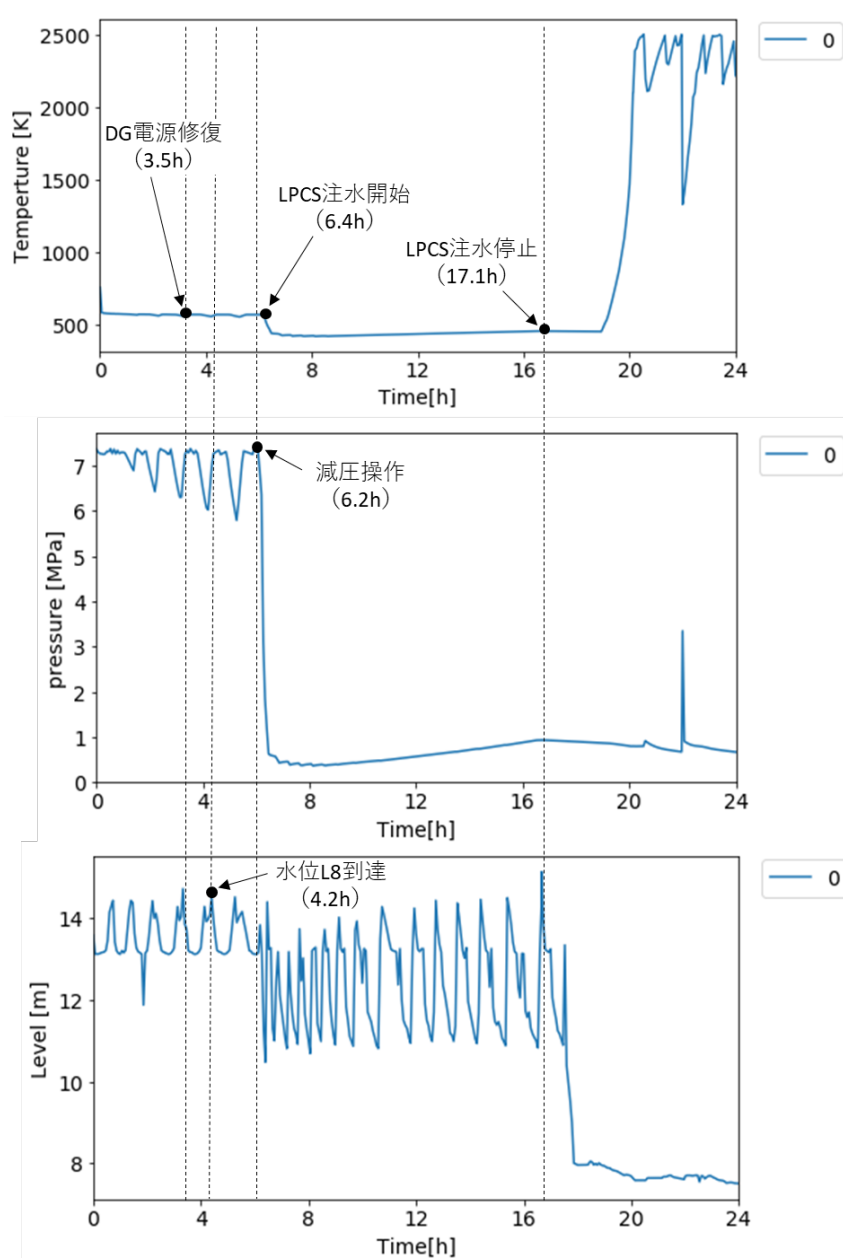 2500
2000
1500
1000
500
Temperture [K]
DG電源修復
（3.5h）
LPCS注水開始
（6.4h）
LPCS注水停止
（17.1h）
0
0 4 8 12 16 20 24
Time[h]
7
6
5
4
3
2
1
0
pressure [MPa]
減圧操作
（6.2h）
0
0 4 8 12 16 20 24
Time[h]
14
12
10
8
Level [m]
水位L8到達
（4.2h）
0
0 4 8 12 16 20 24
Time[h]